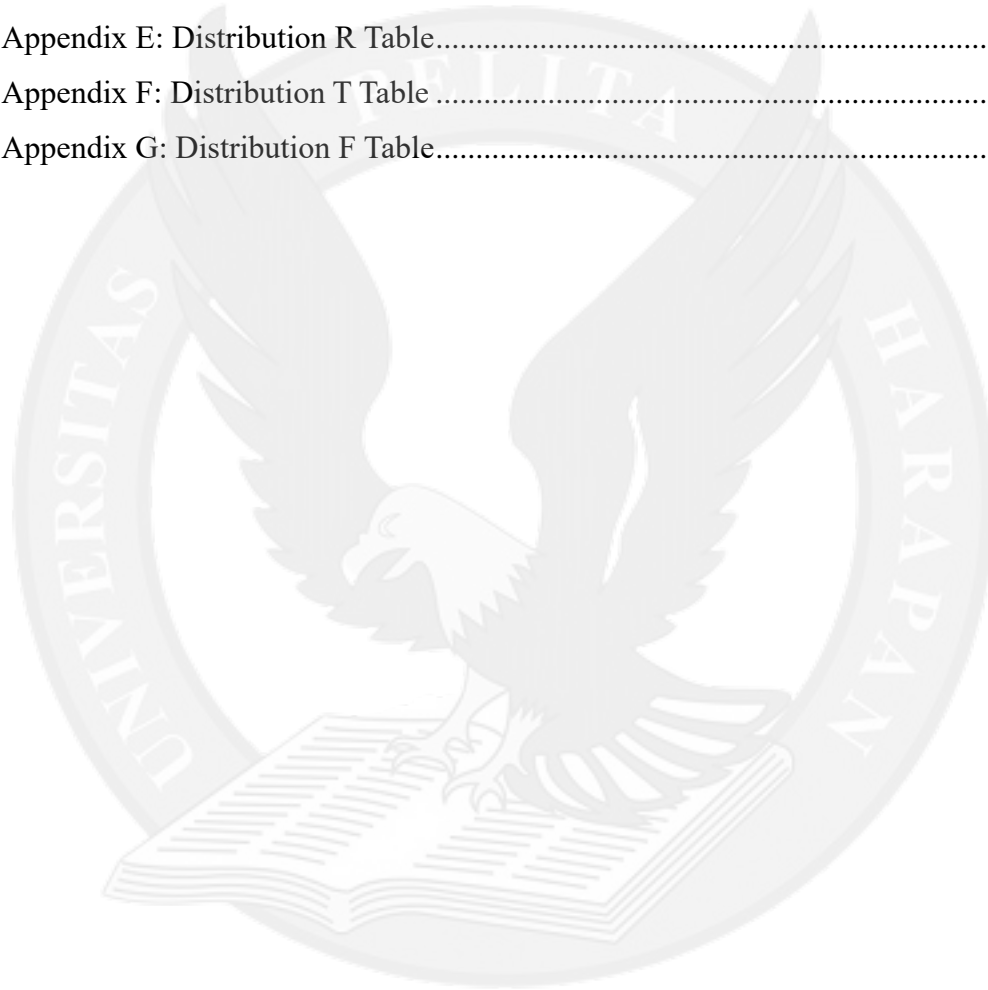 Appendix E: Distribution R Table....................................................................................
Appendix F: Distribution T Table ....................................................................................
Appendix G: Distribution F Table....................................................................................
UNIVERSITAS PELITA HARAPAN